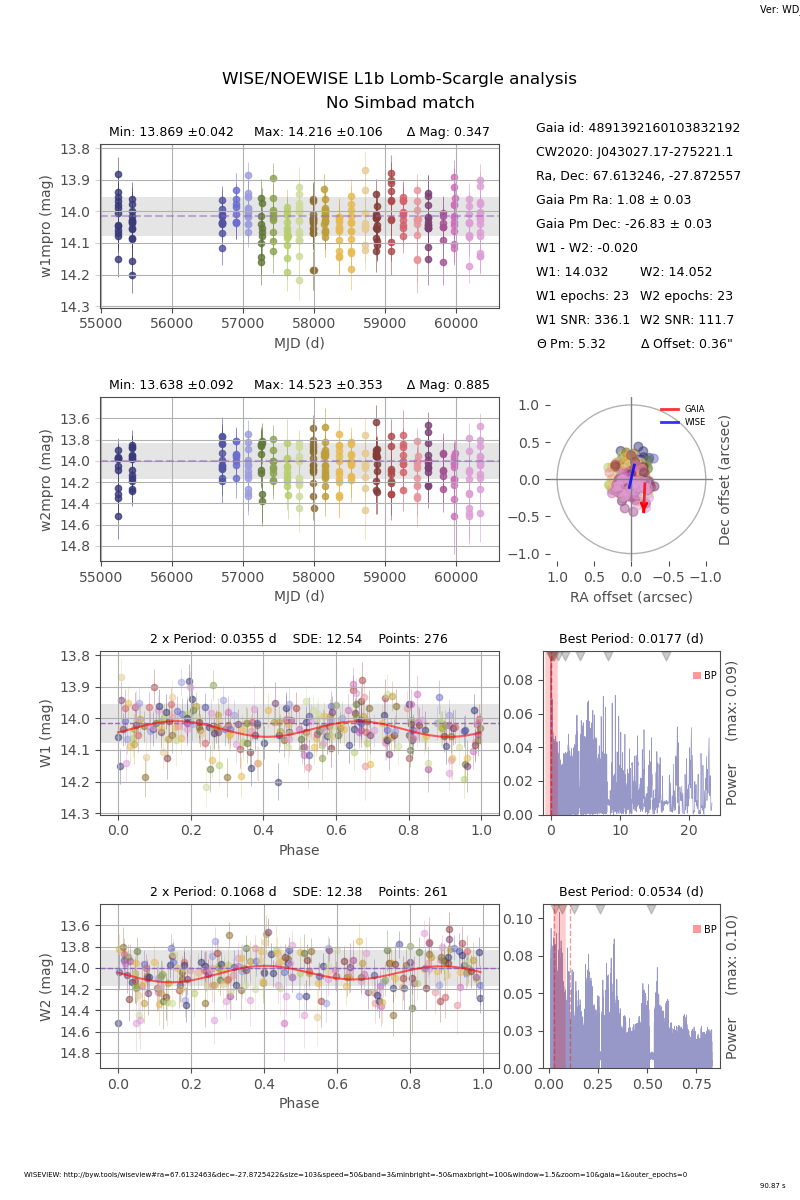 Ver: WD_
WISE/NOEWISE L1b Lomb-Scargle analysis
No Simbad match
Min: 13.869 ±0.042 Max: 14.216 ±0.106 Δ Mag: 0.347
13.8
13.9
14.0
14.1
14.2
14.3
w1mpro (mag)
55000 56000 57000 58000 59000 60000
MJD (d)
Gaia id: 4891392160103832192
CW2020: J043027.17-275221.1
Ra, Dec: 67.613246, -27.872557
Gaia Pm Ra: 1.08 ± 0.03
Gaia Pm Dec: -26.83 ± 0.03
W1 - W2: -0.020
W1: 14.032 W2: 14.052
W1 epochs: 23 W2 epochs: 23
W1 SNR: 336.1 W2 SNR: 111.7
Θ Pm: 5.32 Δ Offset: 0.36"
Min: 13.638 ±0.092 Max: 14.523 ±0.353 Δ Mag: 0.885
13.6
13.8
14.0
14.2
14.4
14.6
14.8
w2mpro (mag)
55000 56000 57000 58000 59000 60000
MJD (d)
1.0
0.5
0.0
−0.5
−1.0
GAIA
WISE
Dec offset (arcsec)
1.0 0.5 0.0 −0.5 −1.0
RA offset (arcsec)
2 x Period: 0.0355 d SDE: 12.54 Points: 276
13.8
13.9
14.0
14.1
14.2
14.3
W1 (mag)
0.0 0.2 0.4 0.6 0.8 1.0
Phase
Best Period: 0.0177 (d)
0.08
0.06
0.04
0.02
0.00
BP
Power (max: 0.09)
0 10 20
2 x Period: 0.1068 d SDE: 12.38 Points: 261
13.6
13.8
14.0
14.2
14.4
14.6
14.8
W2 (mag)
0.0 0.2 0.4 0.6 0.8 1.0
Phase
Best Period: 0.0534 (d)
0.10
0.08
0.05
0.03
0.00
BP
Power (max: 0.10)
0.00 0.25 0.50 0.75
WISEVIEW: http://byw.tools/wiseview#ra=67.6132463&dec=-27.8725422&size=103&speed=50&band=3&minbright=-50&maxbright=100&window=1.5&zoom=10&gaia=1&outer_epochs=0
90.87 s